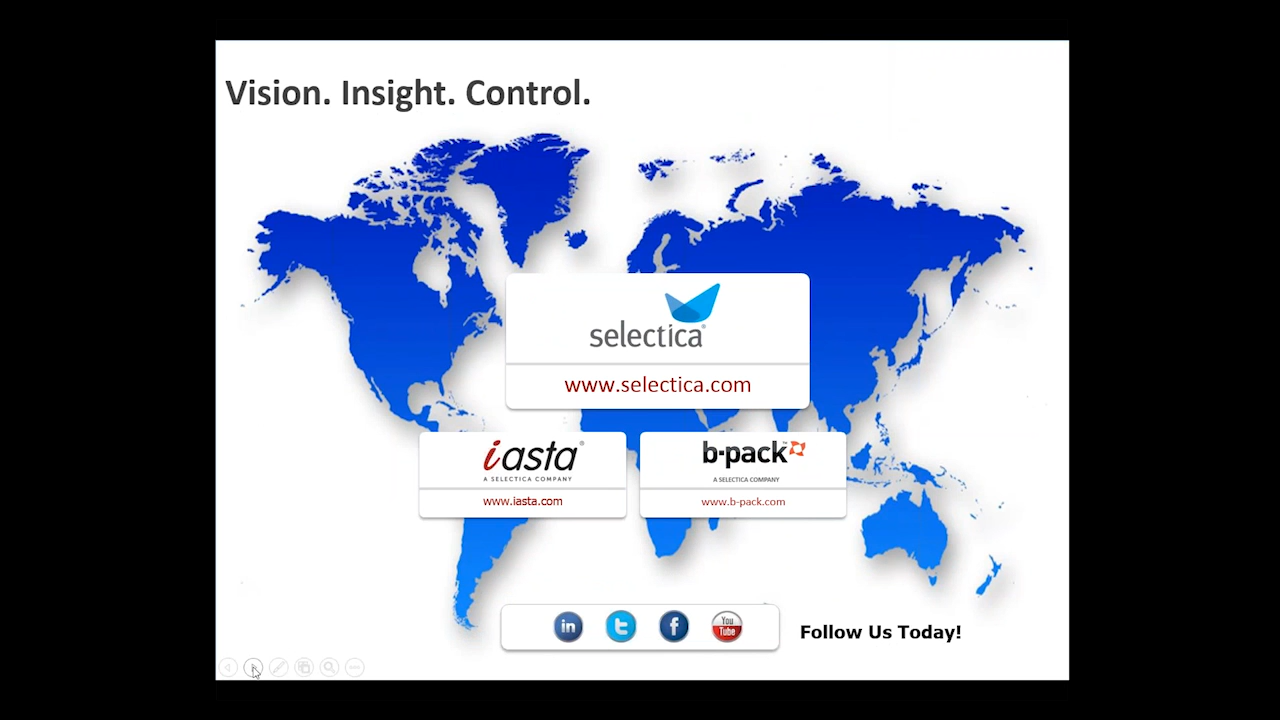 Vision. Insight. Control.
selectica®
www.selectica.com
iasta®
A SELECTICA COMPANY
www.iasta.com
b-pack™
A SELECTICA COMPANY
www.b-pack.com
in
t
f
You
Tube
Follow Us Today!